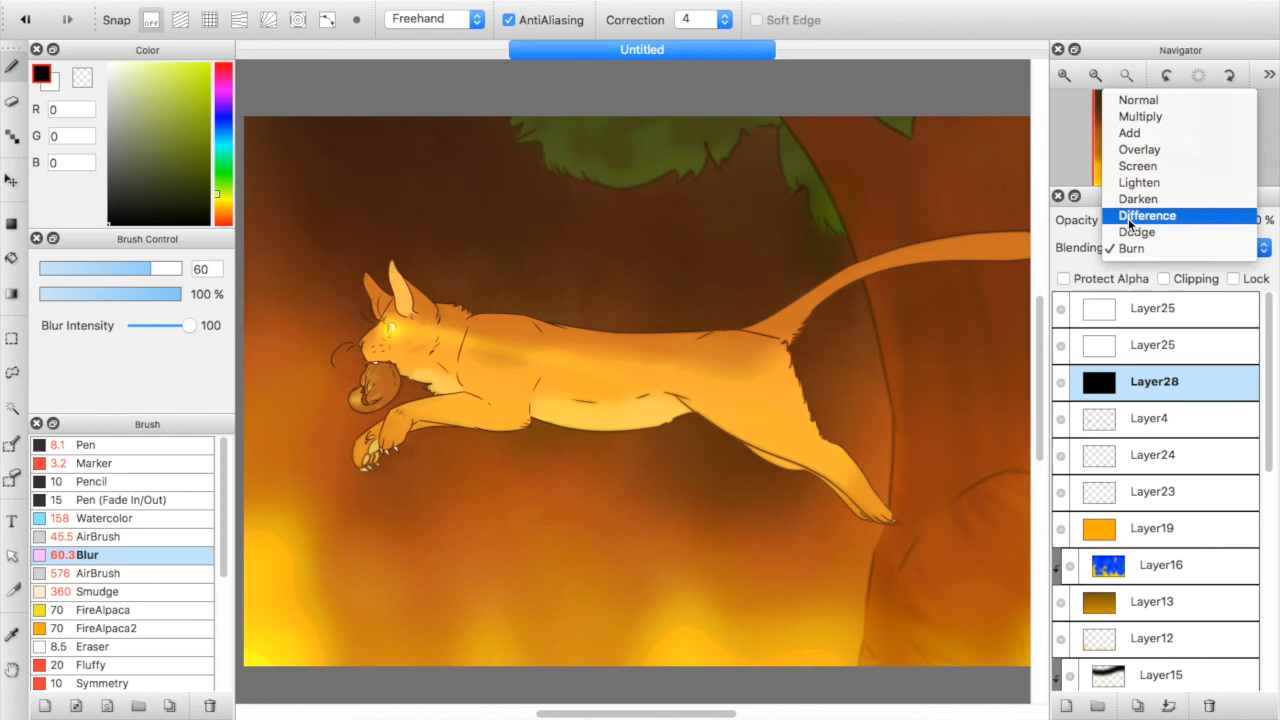 Snap off Freehand AntiAliasing Correction 4 Soft Edge
Color
Untitled
Navigator
R 0
G 0
B 0
Brush Control
60
100 %
Blur Intensity 100
Brush
8.1 Pen
3.2 Marker
10 Pencil
15 Pen (Fade In/Out)
158 Watercolor
45.5 AirBrush
60.3 Blur
576 AirBrush
360 Smudge
70 FireAlpaca
70 FireAlpaca2
8.5 Eraser
20 Fluffy
10 Symmetry
T
Normal
Multiply
Add
Overlay
Screen
Lighten
Darken
Difference
Dodge
Burn
Opacity 0 %
Blending
Protect Alpha Clipping Lock
Layer25
Layer25
Layer28
Layer4
Layer24
Layer23
Layer19
Layer16
Layer13
Layer12
Layer15